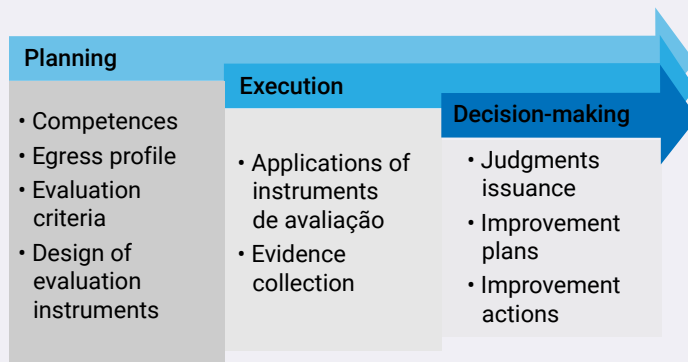 Planning
• Competences
• Egress profile
• Evaluation
criteria
• Design of
evaluation
instruments
Execution
• Applications of
instruments
de avaliação
• Evidence
collection
Decision-making
• Judgments
issuance
• Improvement
plans
• Improvement
actions